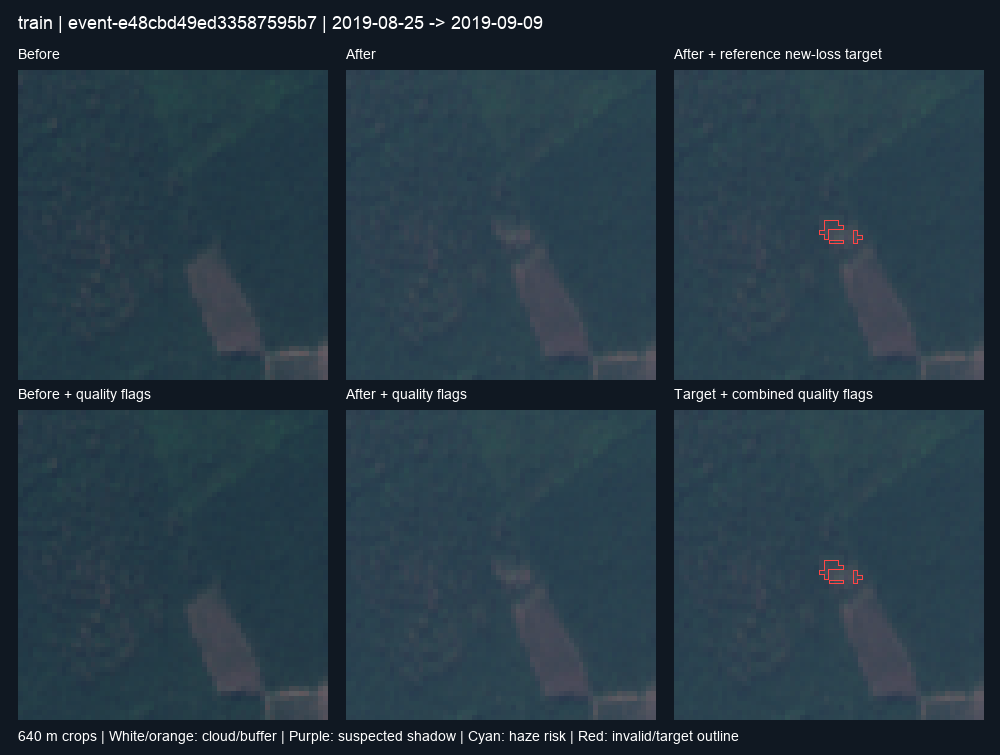 train | event-e48cbd49ed33587595b7 | 2019-08-25 -> 2019-09-09
Before
After
After + reference new-loss target
Before + quality flags
After + quality flags
Target + combined quality flags
640 m crops | White/orange: cloud/buffer | Purple: suspected shadow | Cyan: haze risk | Red: invalid/target outline